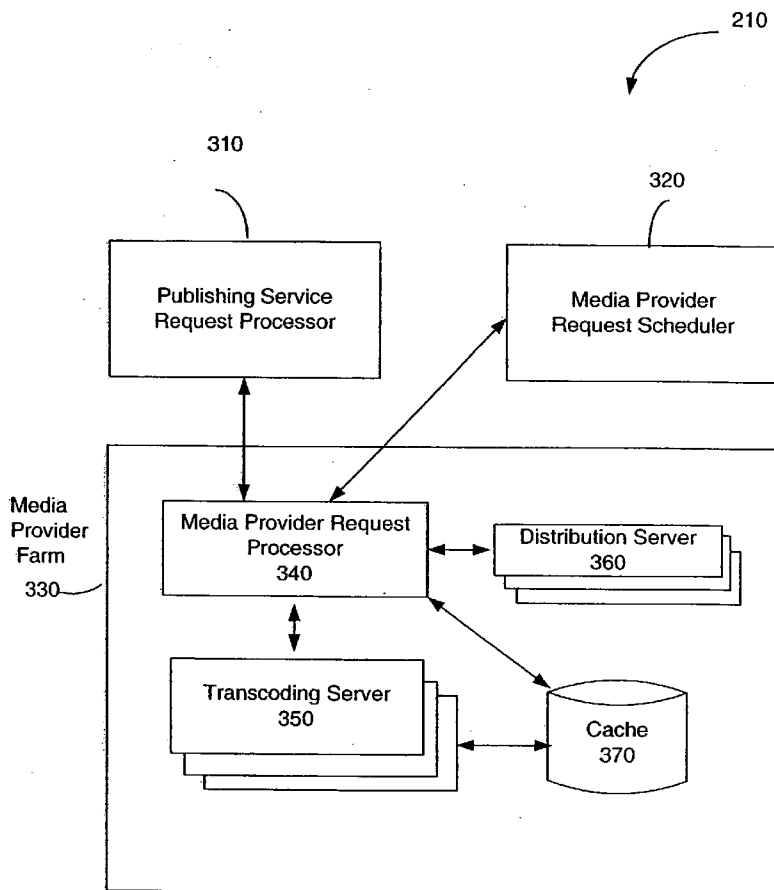 210
310
320
Publishing Service
Request Processor
Media Provider
Request Scheduler
Media
Provider
Farm
330
Media Provider Request
Processor
340
Distribution Server
360
Transcoding Server
350
Cache
370